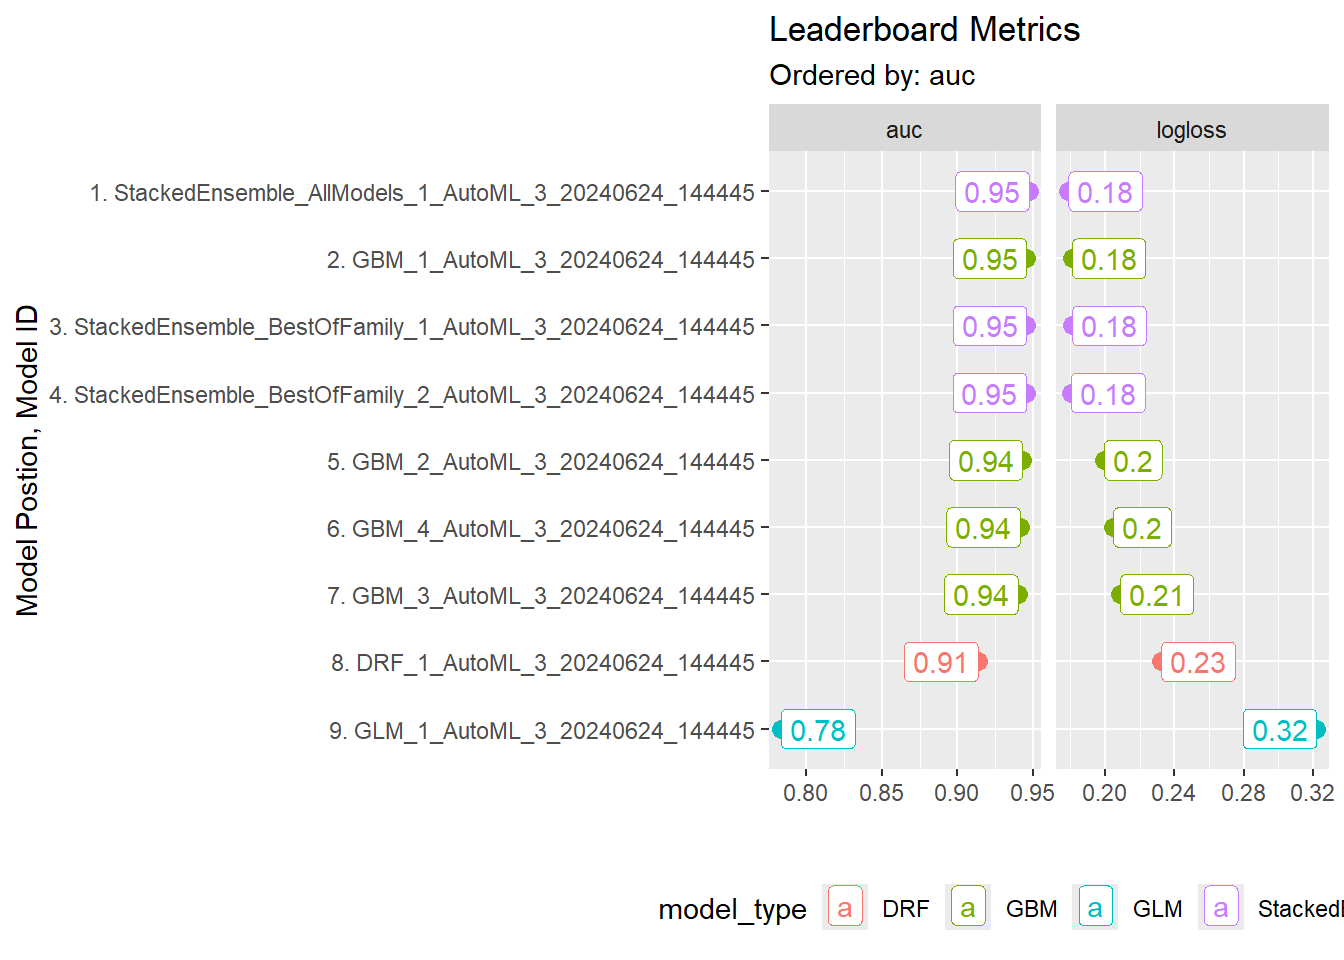 Leaderboard Metrics
Ordered by: auc
auc logloss
Model Postion, Model ID
1. StackedEnsemble_AllModels_1_AutoML_3_20240624_144445 0.95 0.18
2. GBM_1_AutoML_3_20240624_144445 0.95 0.18
3. StackedEnsemble_BestOfFamily_1_AutoML_3_20240624_144445 0.95 0.18
4. StackedEnsemble_BestOfFamily_2_AutoML_3_20240624_144445 0.95 0.18
5. GBM_2_AutoML_3_20240624_144445 0.94 0.2
6. GBM_4_AutoML_3_20240624_144445 0.94 0.2
7. GBM_3_AutoML_3_20240624_144445 0.94 0.21
8. DRF_1_AutoML_3_20240624_144445 0.91 0.23
9. GLM_1_AutoML_3_20240624_144445 0.78 0.32
0.80 0.85 0.90 0.95 0.20 0.24 0.28 0.32
model_type a DRF a GBM a GLM a